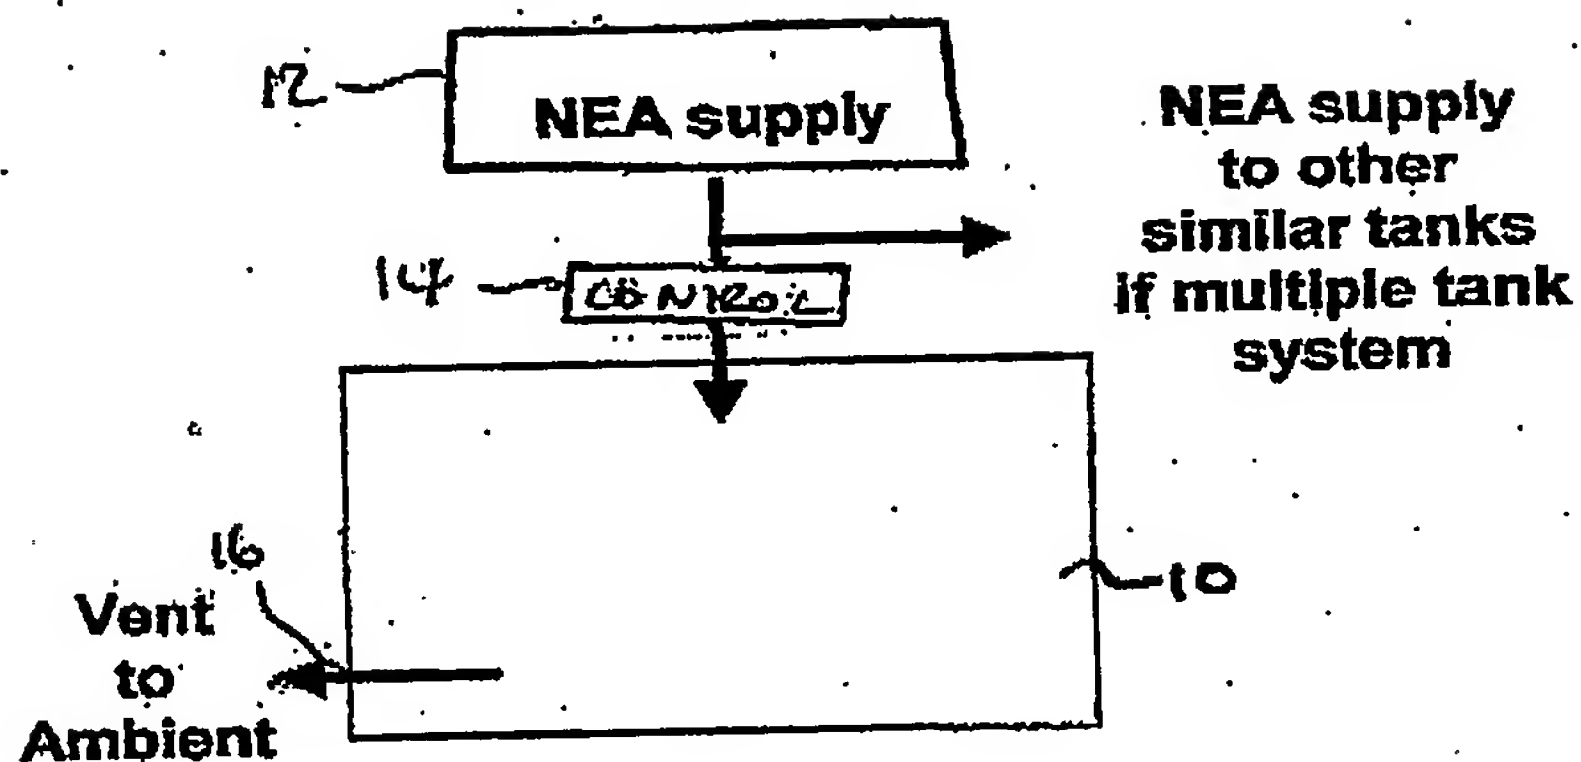 12
NEA supply
NEA supply
to other
similar tanks
if multiple tank
system
14
CONTROL
16
10
Vent
to
Ambient